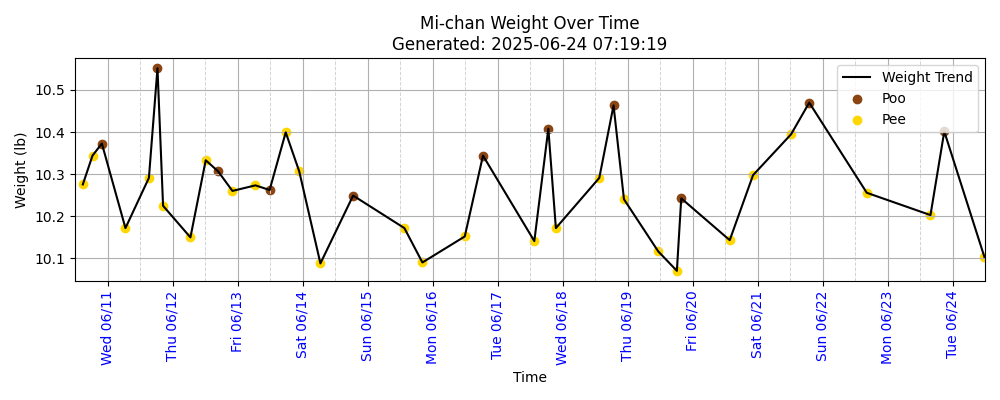 Mi-chan Weight Over Time
Generated: 2025-06-24 07:19:19
Weight Trend
Poo
Pee
10.5
10.4
10.3
10.2
10.1
Weight (lb)
Wed 06/11
Thu 06/12
Fri 06/13
Sat 06/14
Sun 06/15
Mon 06/16
Tue 06/17
Wed 06/18
Thu 06/19
Fri 06/20
Sat 06/21
Sun 06/22
Mon 06/23
Tue 06/24
Time